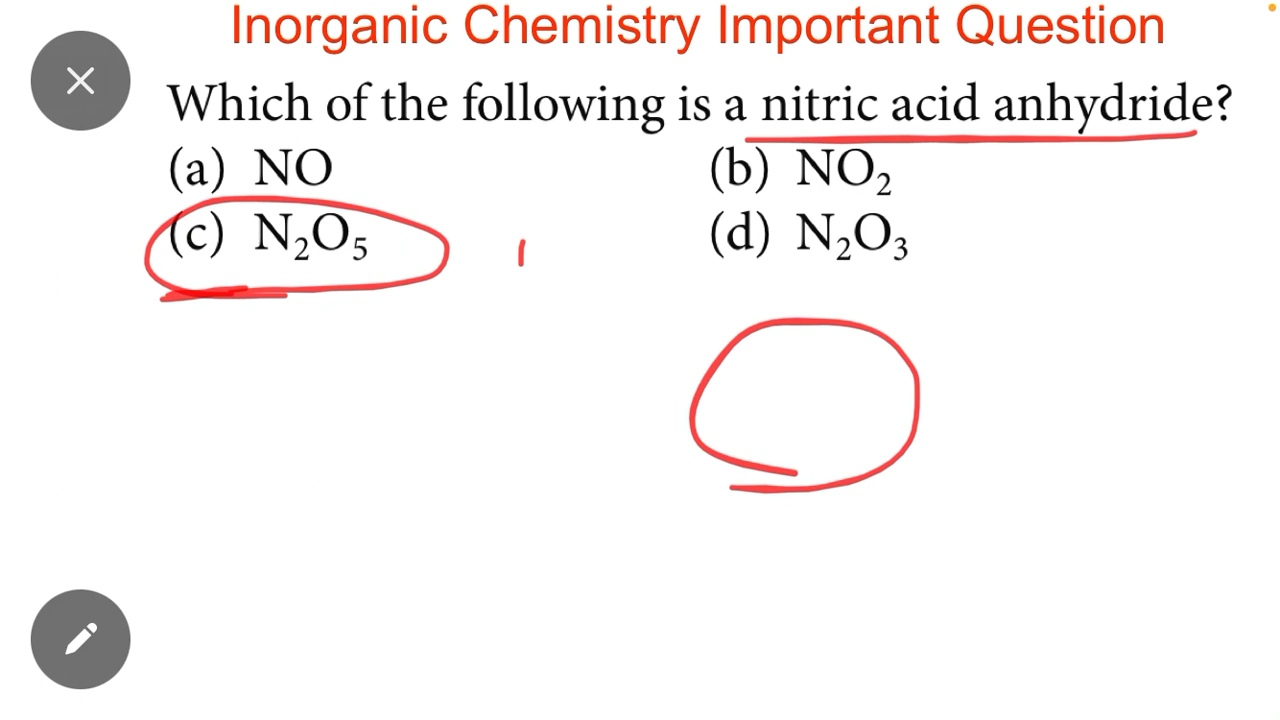 Inorganic Chemistry Important Question
Which of the following is a nitric acid anhydride?
(a) NO (b) NO₂
(c) N₂O₅ (d) N₂O₃